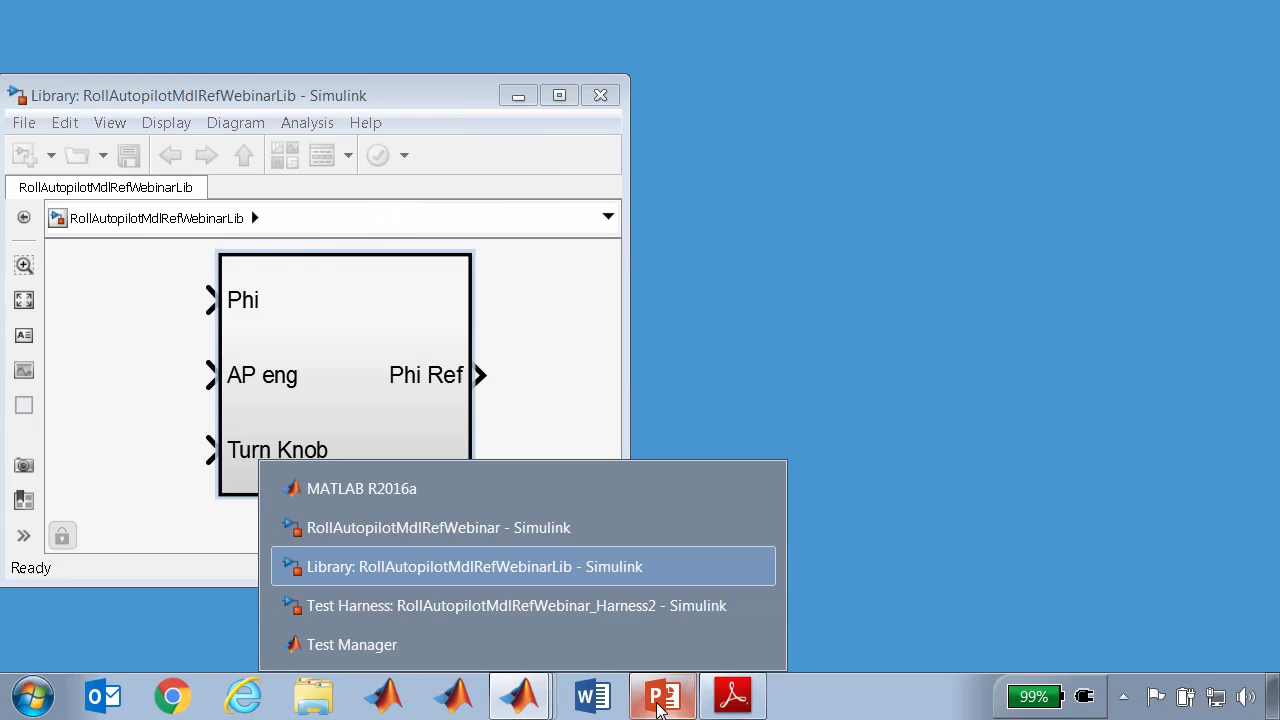 Library: RollAutopilotMdlRefWebinarLib - Simulink
File Edit View Display Diagram Analysis Help
RollAutopilotMdlRefWebinarLib
RollAutopilotMdlRefWebinarLib
Phi
AP eng
Phi Ref
Turn Knob
MATLAB R2016a
RollAutopilotMdlRefWebinar - Simulink
Library: RollAutopilotMdlRefWebinarLib - Simulink
Test Harness: RollAutopilotMdlRefWebinar_Harness2 - Simulink
Test Manager
Ready
99%